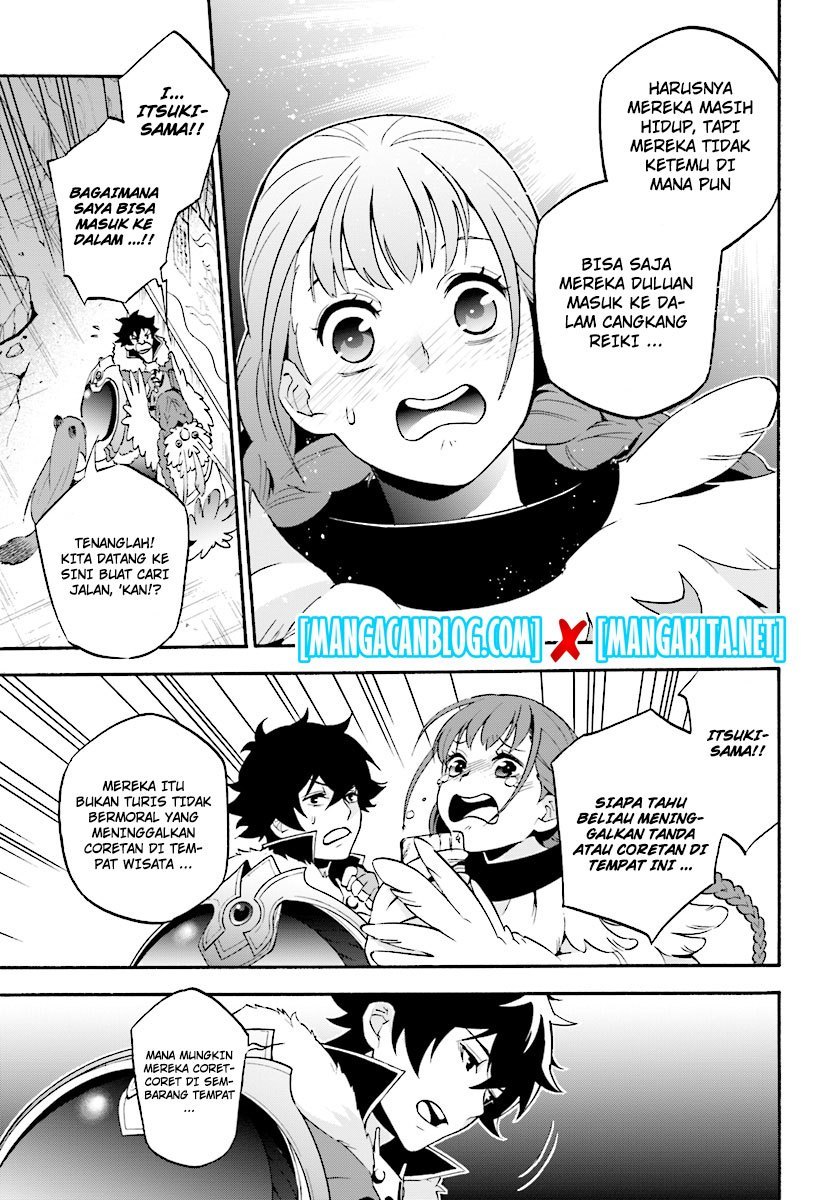 HARUSNYA
MEREKA MASIH
HIDUP, TAPI
MEREKA TIDAK
KETEMU DI
MANA PUN
BISA SAJA
MEREKA DULUAN
MASUK KE DA-
LAM CANGKANG
REIKI ...
I...
ITSUKI-
SAMA!!
BAGAIMANA
SAYA BISA
MASUK KE
DALAM ...!!
TENANGLAH!
KITA DATANG KE
SINI BUAT CARI
JALAN, 'KAN!?
[MANGACANBLOG.COM] X [MANGAKITA.NET]
ITSUKI-
SAMA!!
SIAPA TAHU
BELIAU MENING-
GALKAN TANDA
ATAU CORETAN DI
TEMPAT INI ...
MEREKA ITU
BUKAN TURIS TIDAK
BERMORAL YANG
MENINGGALKAN
CORETAN DI TEM-
PAT WISATA ...
MANA MUNGKIN
MEREKA CORET-
CORET DI SEM-
BARANG TEMPAT
...